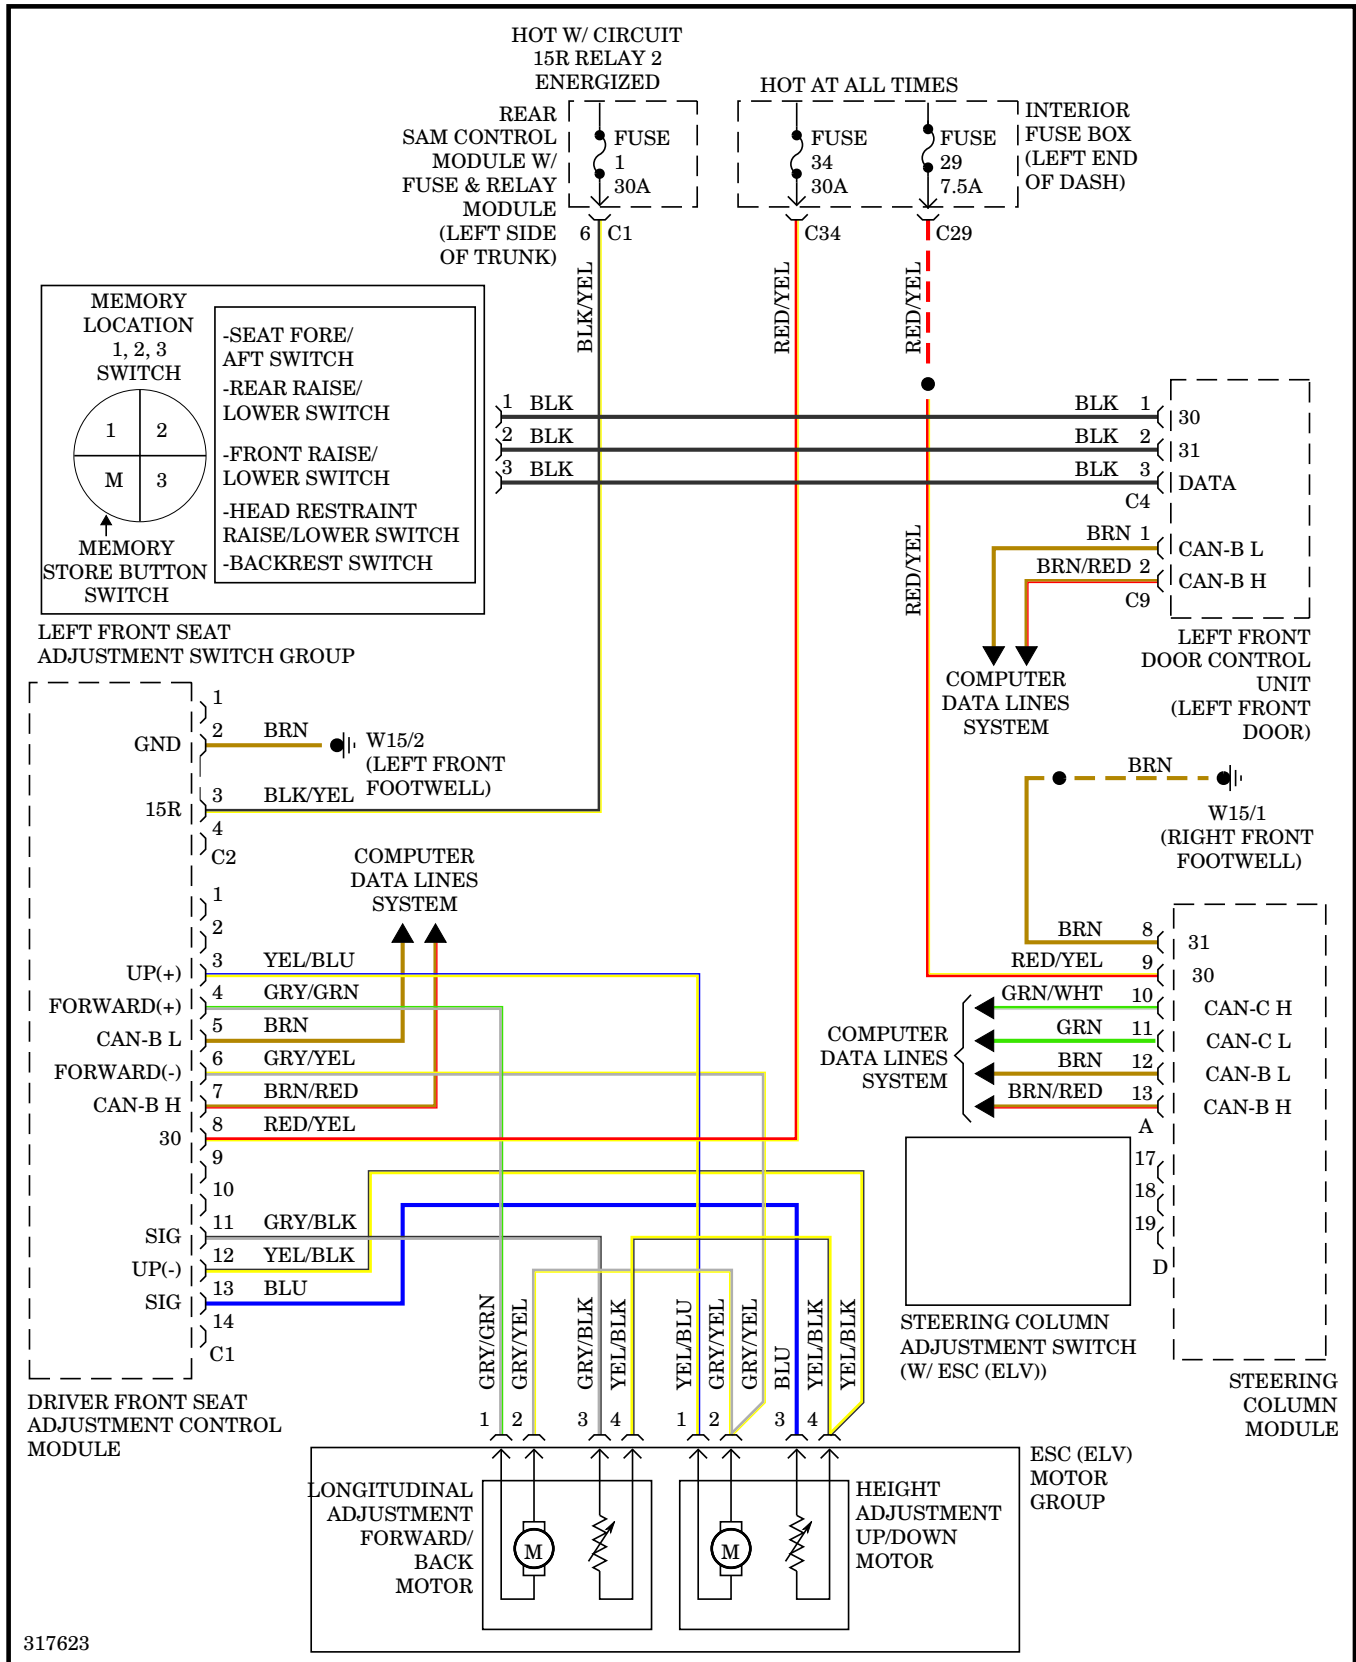 HOT W/ CIRCUIT
15R RELAY 2
ENERGIZED
HOT AT ALL TIMES
REAR
SAM CONTROL
MODULE W/
FUSE & RELAY
MODULE
(LEFT SIDE
OF TRUNK)
FUSE
1
30A
FUSE
34
30A
FUSE
29
7.5A
INTERIOR
FUSE BOX
(LEFT END
OF DASH)
6 C1
C34
C29
BLK/YEL
RED/YEL
RED/YEL
MEMORY
LOCATION
1, 2, 3
SWITCH
1 2
M 3
MEMORY
STORE BUTTON
SWITCH
-SEAT FORE/
AFT SWITCH
-REAR RAISE/
LOWER SWITCH
-FRONT RAISE/
LOWER SWITCH
-HEAD RESTRAINT
RAISE/LOWER SWITCH
-BACKREST SWITCH
LEFT FRONT SEAT
ADJUSTMENT SWITCH GROUP
1 BLK
2 BLK
3 BLK
BLK 1 30
BLK 2 31
BLK 3 DATA
C4
BRN 1 CAN-B L
BRN/RED 2 CAN-B H
C9
RED/YEL
COMPUTER
DATA LINES
SYSTEM
LEFT FRONT
DOOR CONTROL
UNIT
(LEFT FRONT
DOOR)
1
GND 2 BRN
W15/2
(LEFT FRONT
FOOTWELL)
15R 3 BLK/YEL
4
C2
COMPUTER
DATA LINES
SYSTEM
1
2
UP(+) 3 YEL/BLU
FORWARD(+) 4 GRY/GRN
CAN-B L 5 BRN
FORWARD(-) 6 GRY/YEL
CAN-B H 7 BRN/RED
30 8 RED/YEL
9
10
SIG 11 GRY/BLK
UP(-) 12 YEL/BLK
SIG 13 BLU
14
C1
DRIVER FRONT SEAT
ADJUSTMENT CONTROL
MODULE
BRN
W15/1
(RIGHT FRONT
FOOTWELL)
BRN 8 31
RED/YEL 9 30
GRN/WHT 10 CAN-C H
GRN 11 CAN-C L
BRN 12 CAN-B L
BRN/RED 13 CAN-B H
A
COMPUTER
DATA LINES
SYSTEM
17
18
19
D
STEERING COLUMN
ADJUSTMENT SWITCH
(W/ ESC (ELV))
STEERING
COLUMN
MODULE
GRY/GRN
GRY/YEL
GRY/BLK
YEL/BLK
YEL/BLU
GRY/YEL
GRY/YEL
BLU
YEL/BLK
YEL/BLK
1 2 3 4 1 2 3 4
LONGITUDINAL
ADJUSTMENT
FORWARD/
BACK
MOTOR
M
M
HEIGHT
ADJUSTMENT
UP/DOWN
MOTOR
ESC (ELV)
MOTOR
GROUP
317623